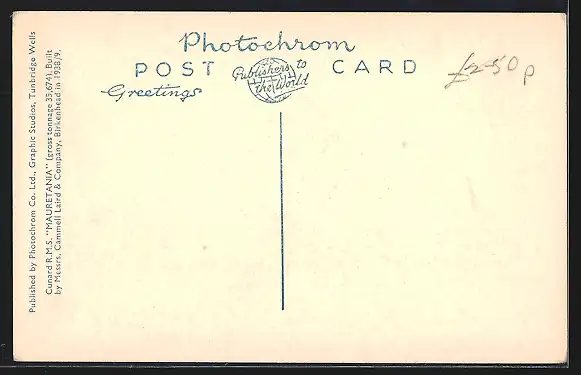 Photochrom
POST CARD
Publishers to
the World
Greetings
£2-50p
Published by Photochrom Co. Ltd., Graphic Studios, Tunbridge Wells
Cunard R.M.S. "MAURETANIA" (gross tonnage 35,674). Built
by Messrs. Cammell Laird & Company, Birkenhead in 1938/9.